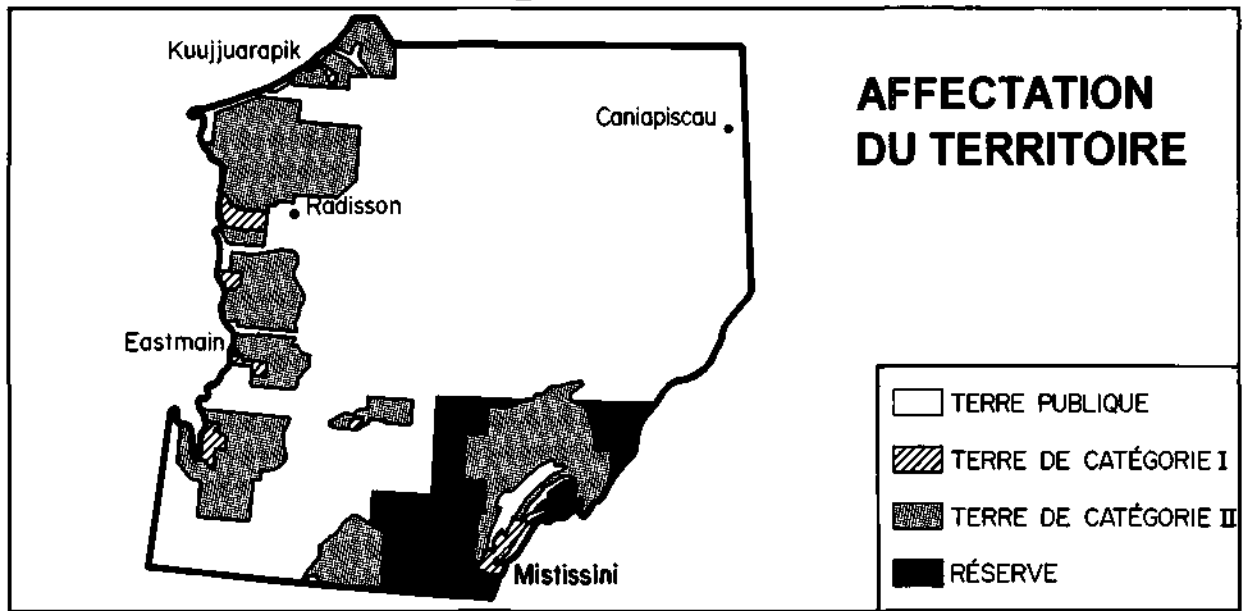 AFFECTATION
DU TERRITOIRE
Kuujjuarapik
Caniapiscau
Radisson
Eastmain
Mistissini
TERRE PUBLIQUE
TERRE DE CATÉGORIE I
TERRE DE CATÉGORIE II
RÉSERVE